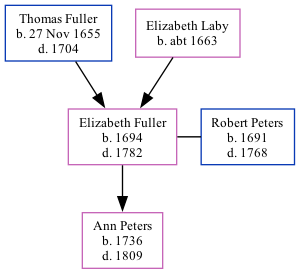 Thomas Fuller
b. 27 Nov 1655
d. 1704
Elizabeth Laby
b. abt 1663
Elizabeth Fuller
b. 1694
d. 1782
Robert Peters
b. 1691
d. 1768
Ann Peters
b. 1736
d. 1809